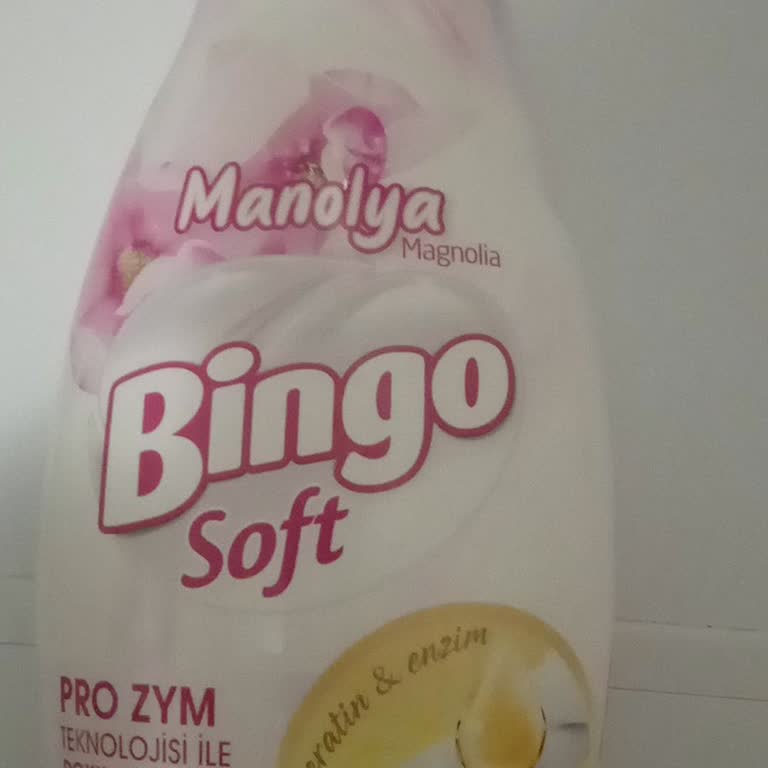 Manolya
Magnolia
Bingo
Soft
eratin & enzim
PRO ZYM
TEKNOLOJİSİ İLE